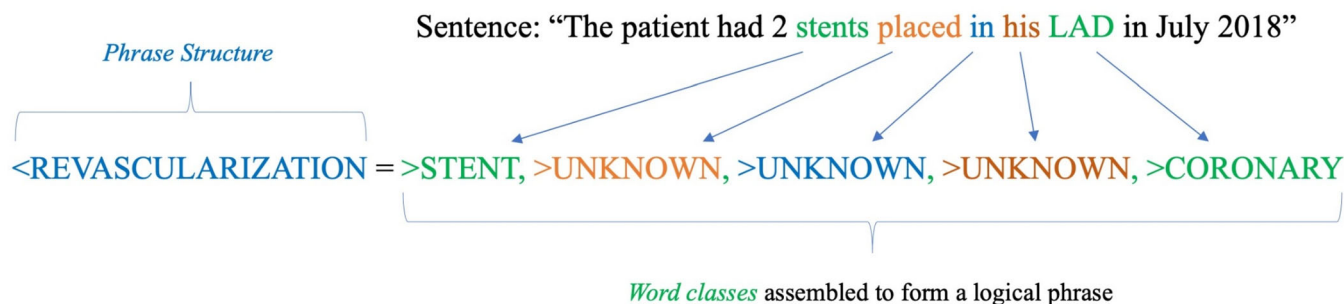 Sentence: “The patient had 2 stents placed in his LAD in July 2018”
Phrase Structure
<REVASCULARIZATION = >STENT, >UNKNOWN, >UNKNOWN, >UNKNOWN, >CORONARY
Word classes assembled to form a logical phrase